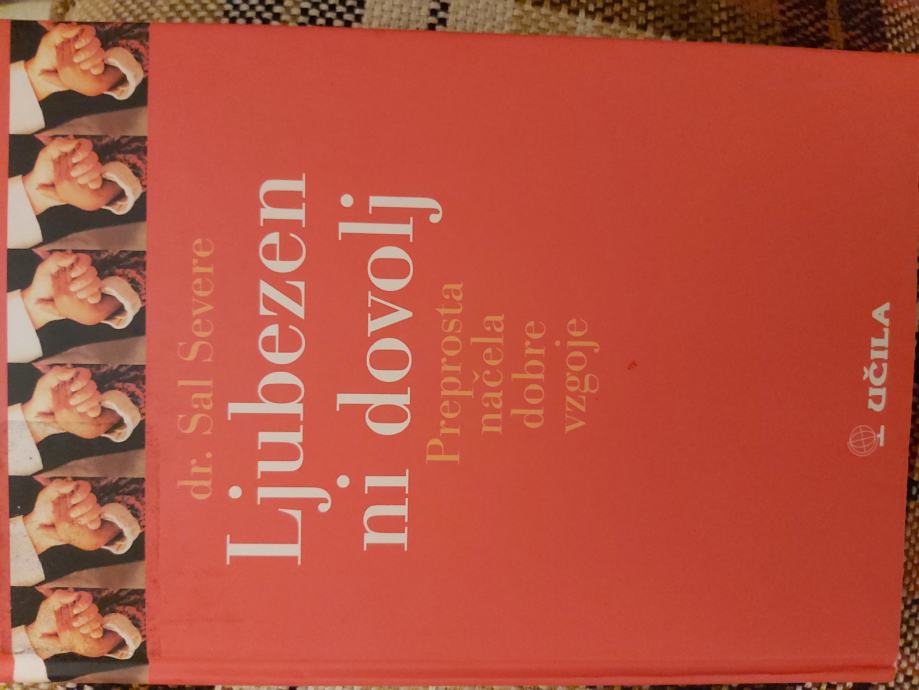 dr. Sal Severe
Ljubezen
ni dovolj
Preprosta
načela
dobre
vzgoje
UČILA